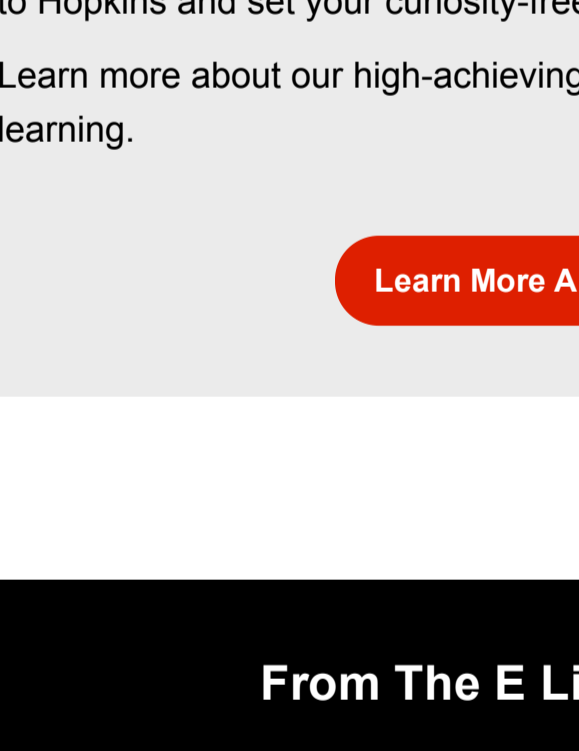 to Hopkins and set your curiosity-free
Learn more about our high-achieving
learning.
Learn More A
From The E Li